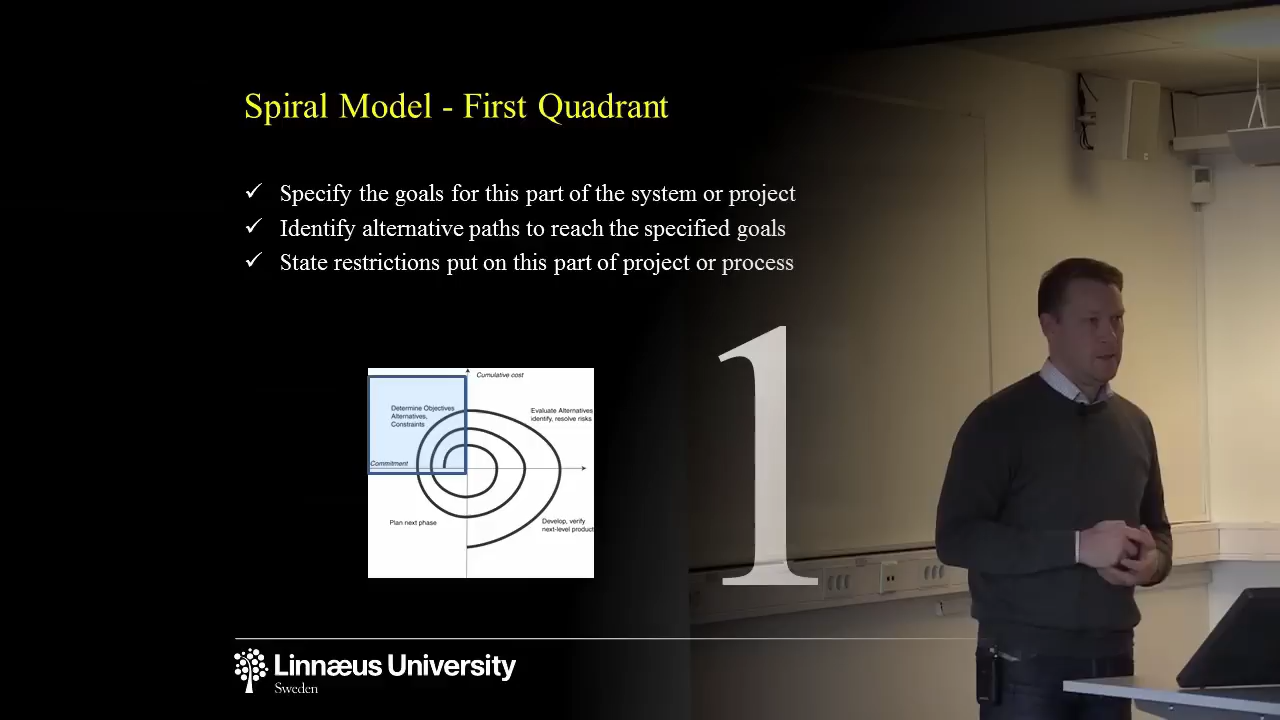 Spiral Model - First Quadrant
✓ Specify the goals for this part of the system or project
✓ Identify alternative paths to reach the specified goals
✓ State restrictions put on this part of project or process
1
Cumulative cost
Determine Objectives
Alternatives,
Constraints
Evaluate Alternatives
identify, resolve risks
Commitment
Plan next phase
Develop, verify
next-level product
Linnæus University
Sweden